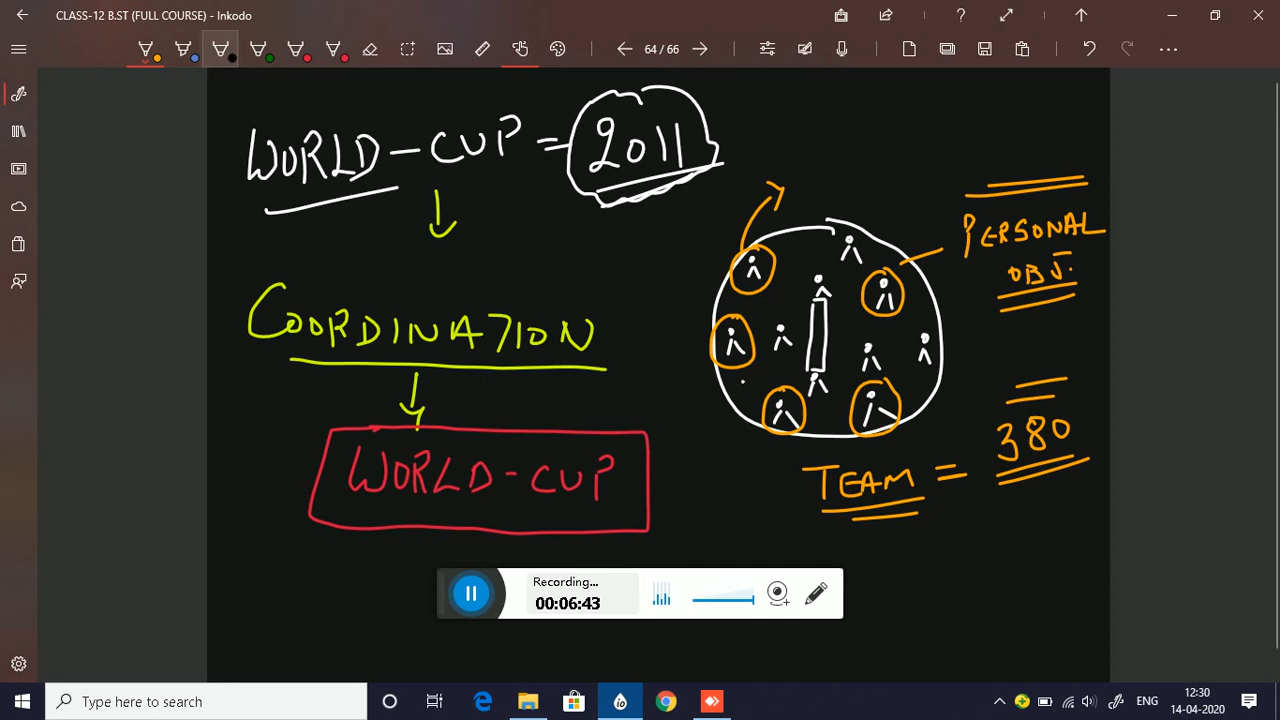 CLASS-12 B.ST (FULL COURSE) - Inkodo
64 / 66
WORLD-CUP = 2011
COORDINATION
WORLD-CUP
PERSONAL
OBJ.
TEAM = 380
Recording...
00:06:43
Type here to search
ENG
12:30
14-04-2020